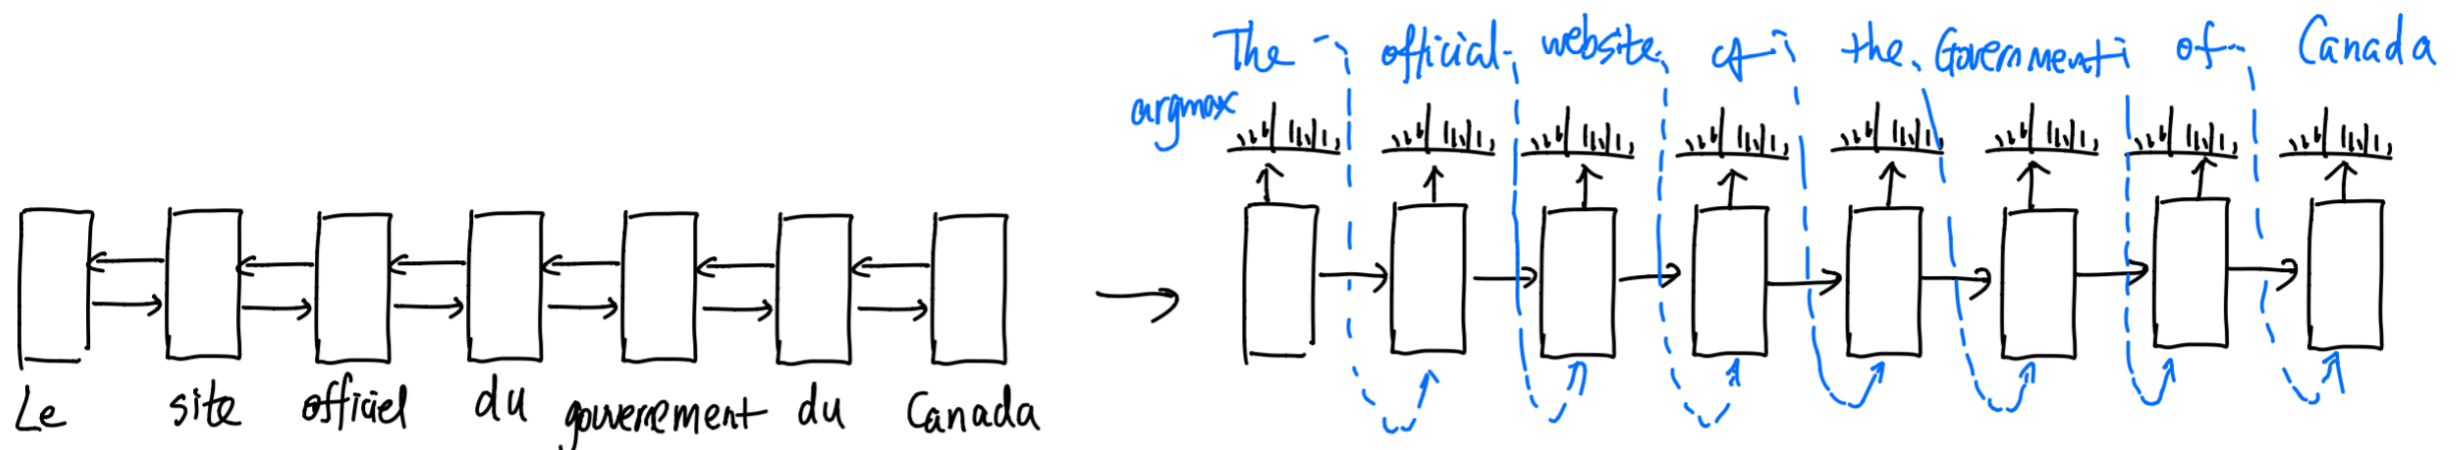 The official website of the Government of Canada
argmax
Le site officiel du gouvernement du Canada